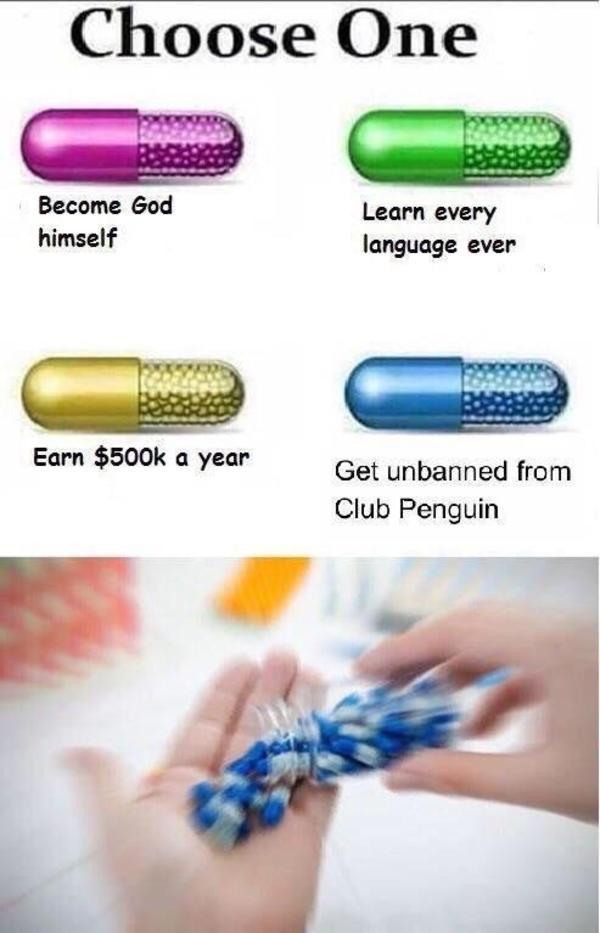 Choose One
Become God
himself
Learn every
language ever
Earn $500k a year
Get unbanned from
Club Penguin